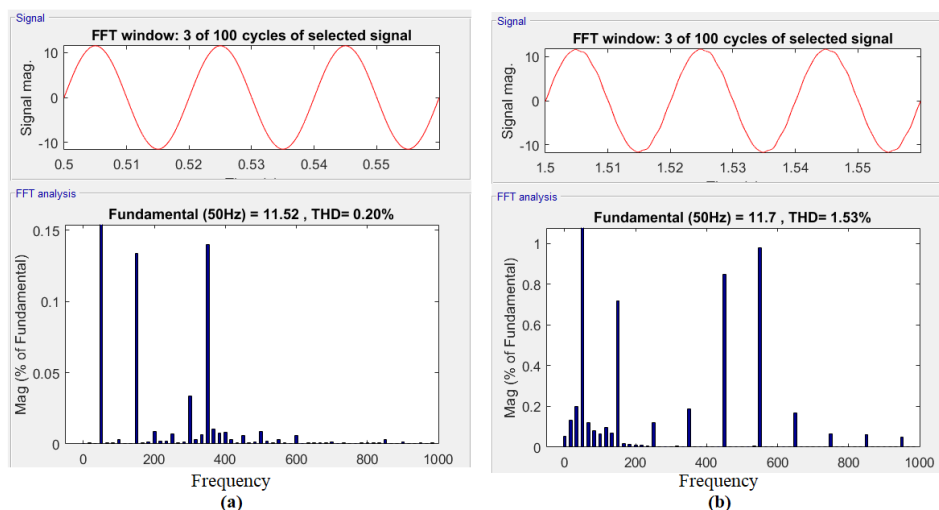 Signal
FFT window: 3 of 100 cycles of selected signal
Signal mag.
10
0
-10
0.5 0.51 0.52 0.53 0.54 0.55
FFT analysis
Fundamental (50Hz) = 11.52 , THD= 0.20%
Mag (% of Fundamental)
0.15
0.1
0.05
0
0 200 400 600 800 1000
Frequency
(a)
Signal
FFT window: 3 of 100 cycles of selected signal
Signal mag.
10
0
-10
1.5 1.51 1.52 1.53 1.54 1.55
FFT analysis
Fundamental (50Hz) = 11.7 , THD= 1.53%
Mag (% of Fundamental)
1
0.8
0.6
0.4
0.2
0
0 200 400 600 800 1000
Frequency
(b)